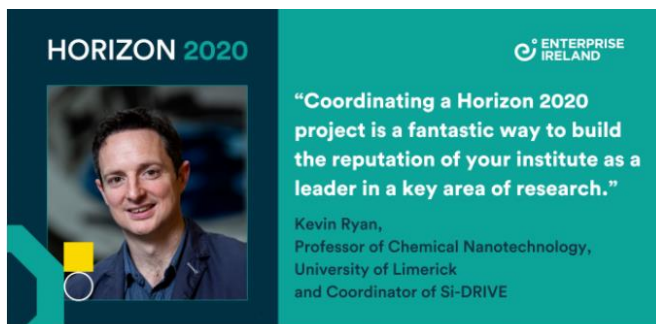 HORIZON 2020
ENTERPRISE
IRELAND
“Coordinating a Horizon 2020
project is a fantastic way to build
the reputation of your institute as a
leader in a key area of research.”
Kevin Ryan,
Professor of Chemical Nanotechnology,
University of Limerick
and Coordinator of Si-DRIVE